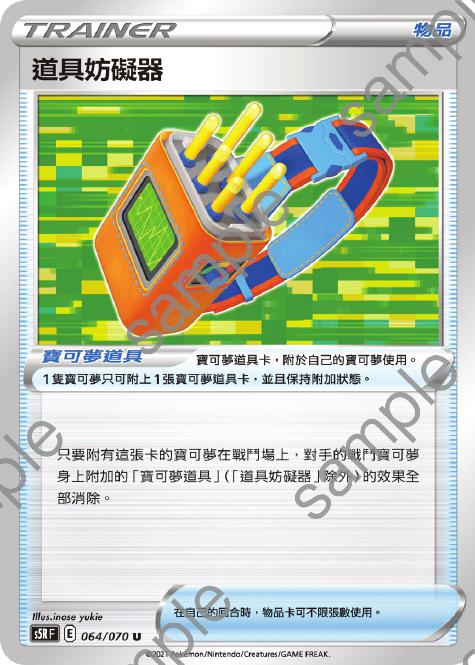 TRAINER 物品
道具妨礙器
寶可夢道具 寶可夢道具卡，附於自己的寶可夢使用。
1隻寶可夢只可附上1張寶可夢道具卡，並且保持附加狀態。
只要附有這張卡的寶可夢在戰鬥場上，對手的戰鬥寶可夢
身上附加的「寶可夢道具」（「道具妨礙器」除外）的效果全
部消除。
Illus.inose yukie
s5R F E 064/070 U
在自己的回合時，物品卡可不限張數使用。
©2021 Pokémon/Nintendo/Creatures/GAME FREAK.
sample
sample
sample
sample
sample
sample